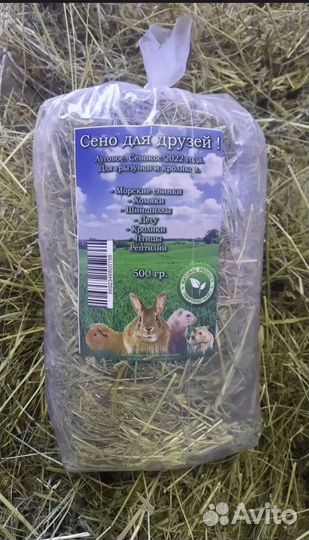 Сено для друзей !
Луговое. Сенокос 2022 года.
Для грызунов и кроликов.
- Морские свинки
- Хомяки
- Шиншиллы
- Дегу
- Кролики
- Птицы
- Рептилии
500 гр.
Avito